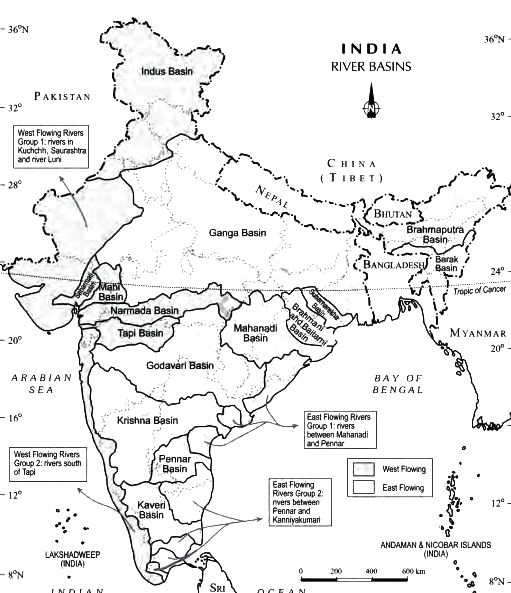 36°N
INDIA
RIVER BASINS
36°N
Indus Basin
PAKISTAN
32°
32°
N
West Flowing Rivers
Group 1: rivers in
Kuchchh, Saurashtra
and river Luni
CHINA
(TIBET)
28°
NEPAL
BHUTAN
Ganga Basin
Brahmaputra
Basin
BANGLADESH
Barak
Basin
24°
Tropic of Cancer
Sabarmati
Basin
Mahi
Basin
Subarnarekha
Basin
Narmada Basin
Brahmani
and Baitarni
Basin
Tapi Basin
Mahanadi
Basin
MYANMAR
20°
20°
Godavari Basin
ARABIAN
SEA
BAY OF
BENGAL
16°
Krishna Basin
East Flowing Rivers
Group 1: rivers
between Mahanadi
and Pennar
West Flowing Rivers
Group 2: rivers south
of Tapi
Pennar
Basin
West Flowing
East Flowing
12°
12°
Kaveri
Basin
East Flowing
Rivers Group 2:
rivers between
Pennar and
Kanniyakumari
LAKSHADWEEP
(INDIA)
ANDAMAN & NICOBAR ISLANDS
(INDIA)
8°N
8°N
0 200 400 600 km
SRI
INDIAN OCEAN